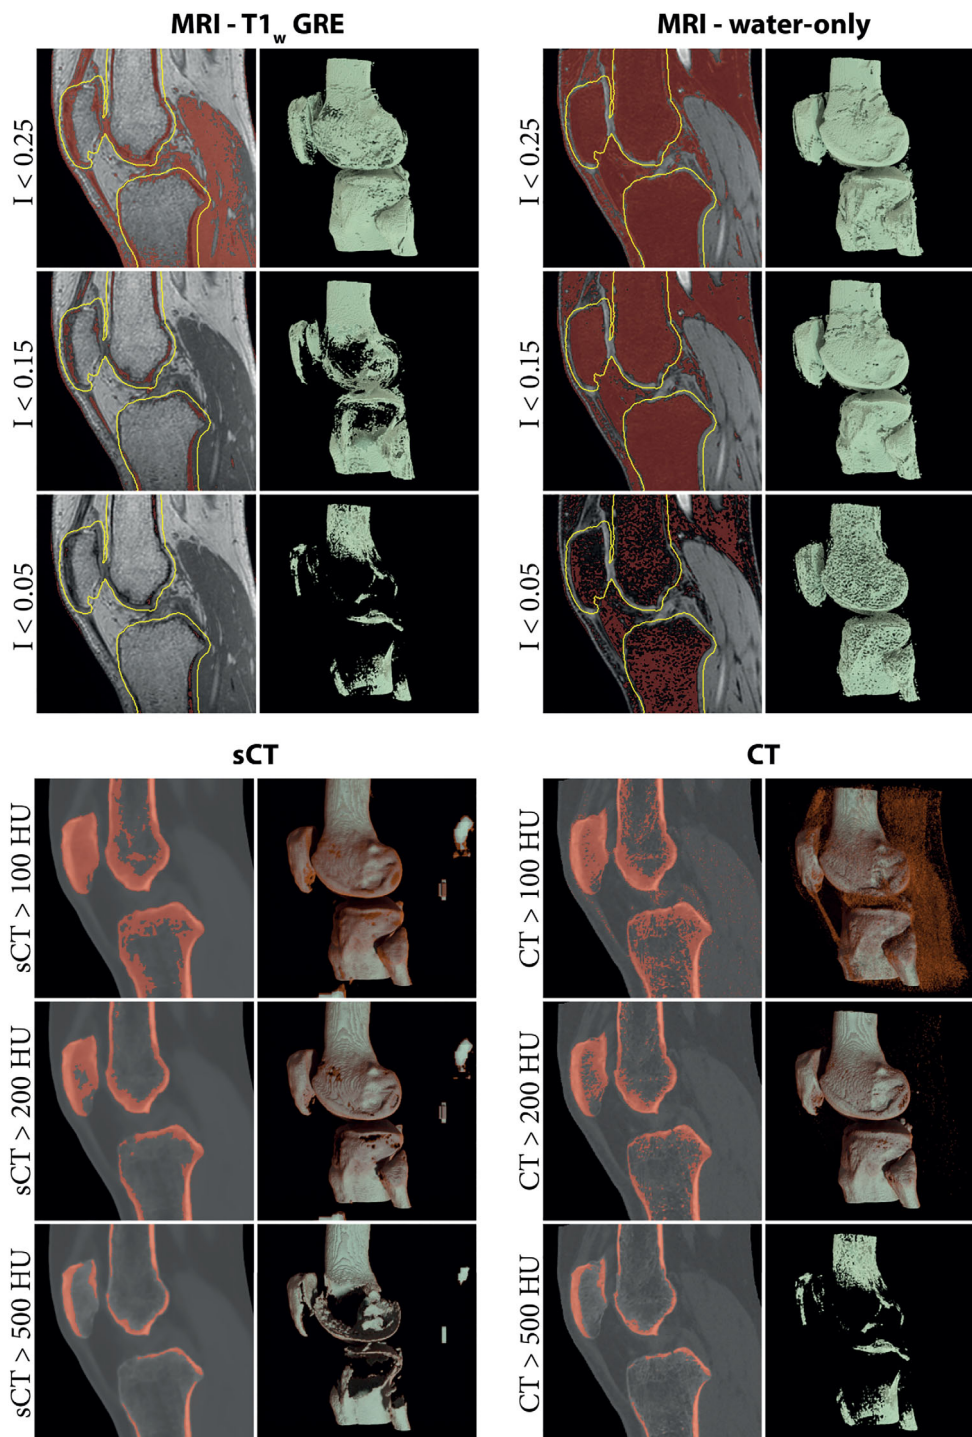 MRI - T1w GRE
MRI - water-only
I < 0.25
I < 0.25
I < 0.15
I < 0.15
I < 0.05
I < 0.05
sCT
CT
sCT > 100 HU
CT > 100 HU
sCT > 200 HU
CT > 200 HU
sCT > 500 HU
CT > 500 HU